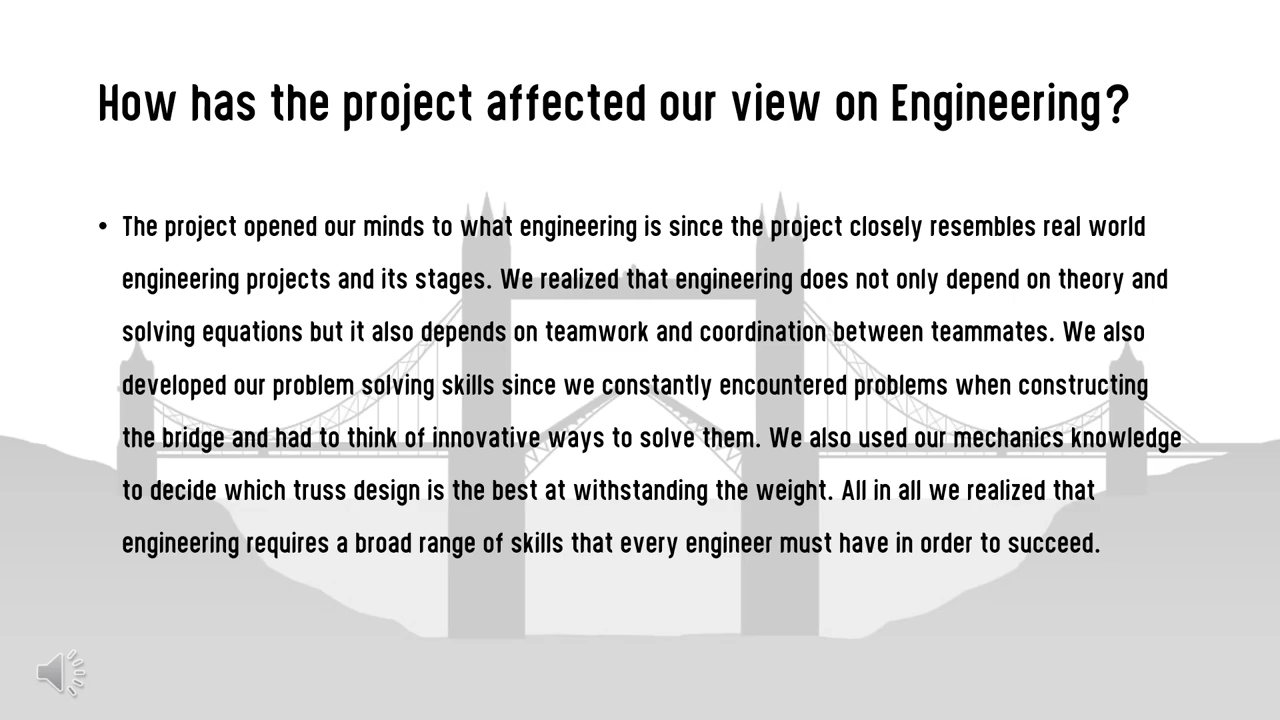 How has the project affected our view on Engineering?
• The project opened our minds to what engineering is since the project closely resembles real world
engineering projects and its stages. We realized that engineering does not only depend on theory and
solving equations but it also depends on teamwork and coordination between teammates. We also
developed our problem solving skills since we constantly encountered problems when constructing
the bridge and had to think of innovative ways to solve them. We also used our mechanics knowledge
to decide which truss design is the best at withstanding the weight. All in all we realized that
engineering requires a broad range of skills that every engineer must have in order to succeed.